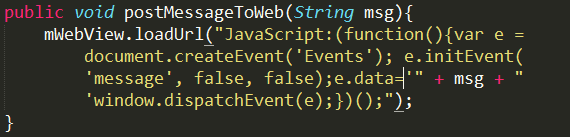 public void postMessageToWeb(String msg){
mWebView.loadUrl("JavaScript:(function(){var e =
document.createEvent('Events'); e.initEvent(
'message', false, false);e.data='" + msg + "
'window.dispatchEvent(e);})();");
}